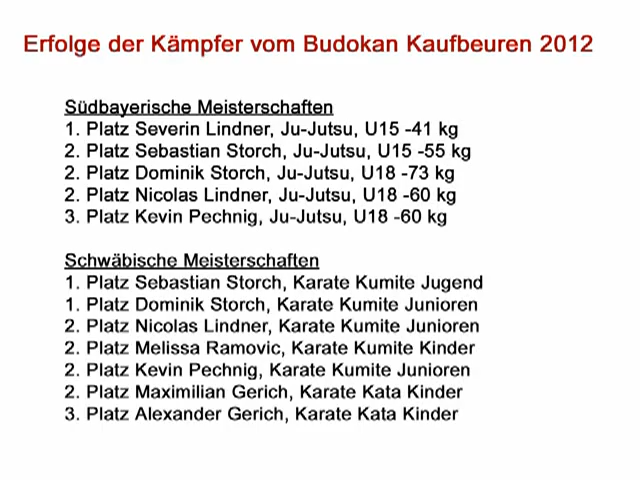 Erfolge der Kämpfer vom Budokan Kaufbeuren 2012
Südbayerische Meisterschaften
1. Platz Severin Lindner, Ju-Jutsu, U15 -41 kg
2. Platz Sebastian Storch, Ju-Jutsu, U15 -55 kg
2. Platz Dominik Storch, Ju-Jutsu, U18 -73 kg
2. Platz Nicolas Lindner, Ju-Jutsu, U18 -60 kg
3. Platz Kevin Pechnig, Ju-Jutsu, U18 -60 kg
Schwäbische Meisterschaften
1. Platz Sebastian Storch, Karate Kumite Jugend
1. Platz Dominik Storch, Karate Kumite Junioren
2. Platz Nicolas Lindner, Karate Kumite Junioren
2. Platz Melissa Ramovic, Karate Kumite Kinder
2. Platz Kevin Pechnig, Karate Kumite Junioren
2. Platz Maximilian Gerich, Karate Kata Kinder
3. Platz Alexander Gerich, Karate Kata Kinder